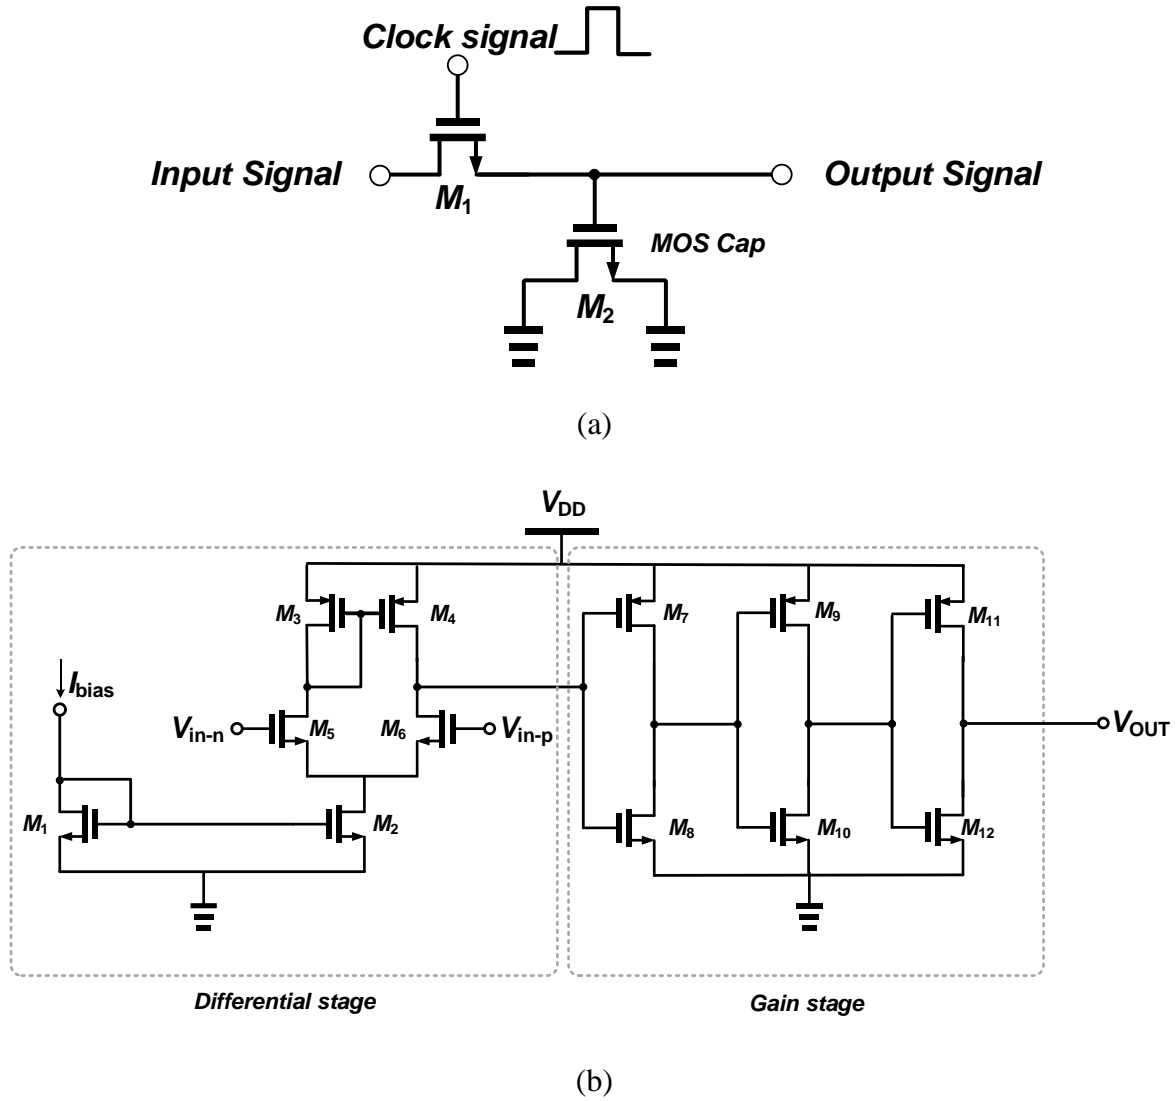 Clock signal
Input Signal
Output Signal
M1
MOS Cap
M2
(a)
VDD
M3
M4
M7
M9
M11
Ibias
Vin-n
M5
M6
Vin-p
VOUT
M1
M2
M8
M10
M12
Differential stage
Gain stage
(b)